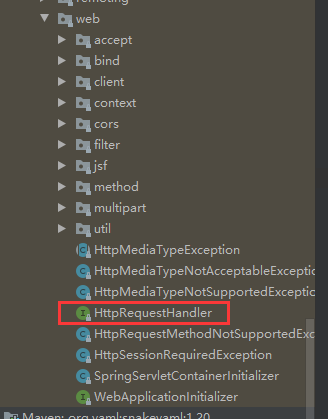 remoting
web
accept
bind
client
context
cors
filter
jsf
method
multipart
util
HttpMediaTypeException
HttpMediaTypeNotAcceptableExceptio
HttpMediaTypeNotSupportedExceptio
HttpRequestHandler
HttpRequestMethodNotSupportedExc
HttpSessionRequiredException
SpringServletContainerInitializer
WebApplicationInitializer
Maven: org.yaml:snakeyaml:1.20